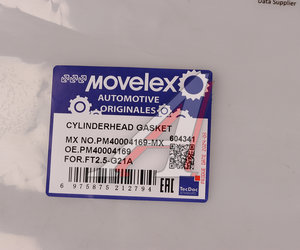 Data Supplier
MOVELEX
AUTOMOTIVE
ORIGINALES
CYLINDERHEAD GASKET
MX NO.PM40004169-MX
604341
OE.PM40004169
FOR.FT2.5-G21A
6 975875 212794
EAC
TecDoc